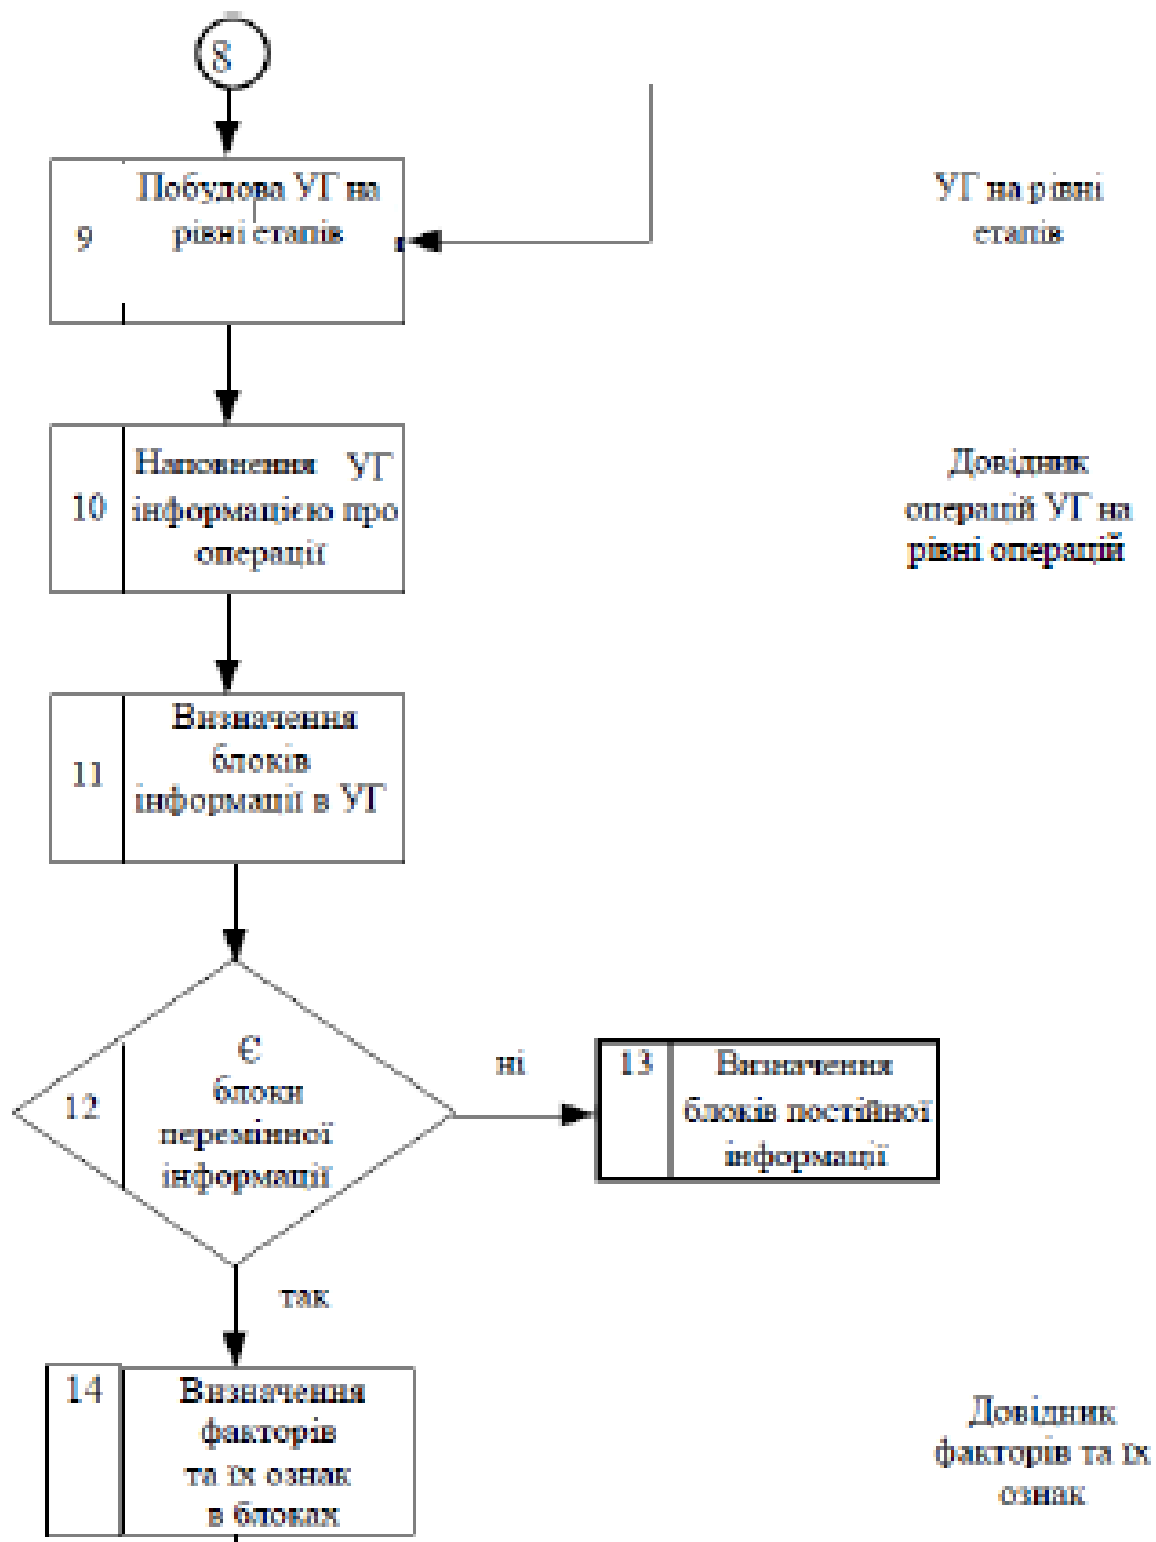 8
9
Побудова УГ на
рівні етапів
УГ на рівні
етапів
10
Наповнення УГ
інформацією про
операції
Довідник
операцій УГ на
рівні операцій
11
Визначення
блоків
інформації в УГ
12
Є
блоки
перемінної
інформації
ні
13
Визначення
блоків постійної
інформації
так
14
Визначення
факторів
та їх ознак
в блоках
Довідник
факторів та їх
ознак